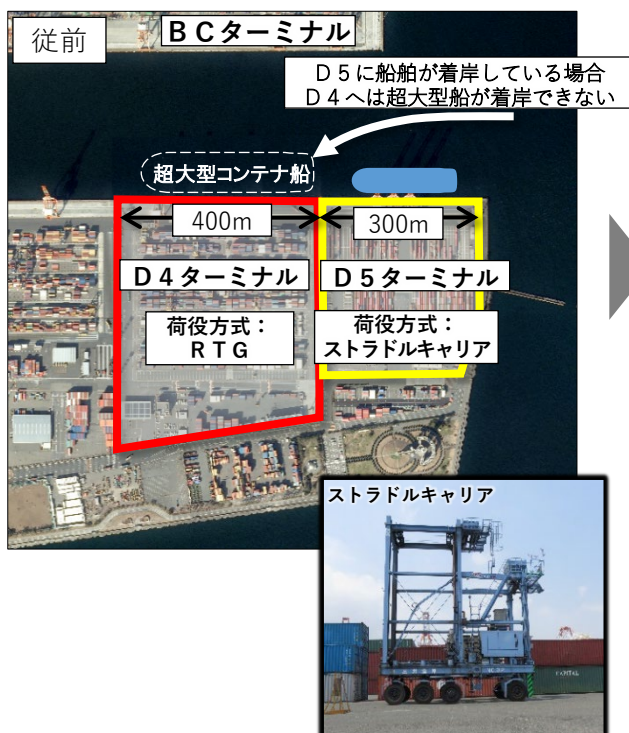 従前
ＢＣターミナル
Ｄ５に船舶が着岸している場合
Ｄ４へは超大型船が着岸できない
超大型コンテナ船
400m
300m
Ｄ４ターミナル
Ｄ５ターミナル
荷役方式：
ＲＴＧ
荷役方式：
ストラドルキャリア
ストラドルキャリア